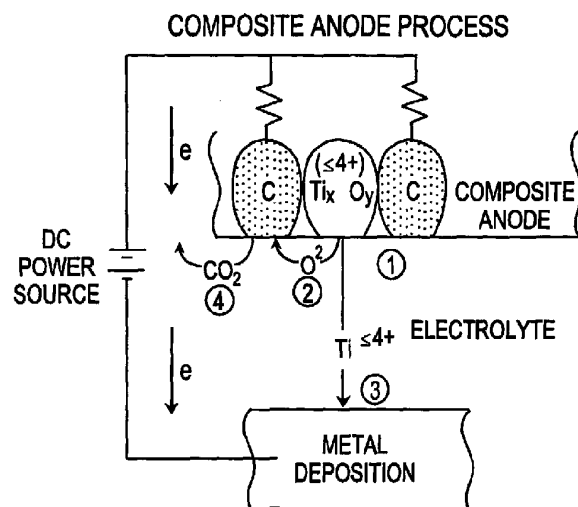 COMPOSITE ANODE PROCESS
e
(≤4+)
C
Tiₓ Oᵧ
C
COMPOSITE
ANODE
DC
POWER
SOURCE
CO₂
④
O²
②
①
Ti ≤4+
ELECTROLYTE
e
③
METAL
DEPOSITION